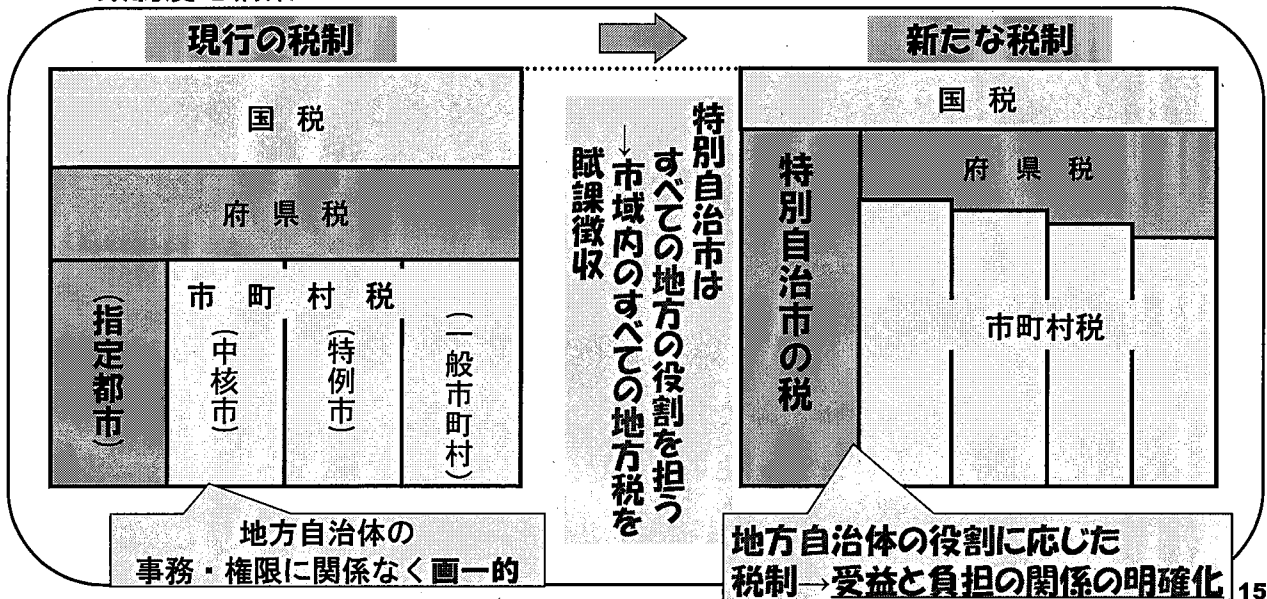 現行の税制
新たな税制
国税
府県税
市町村税
(指定都市)
(中核市)
(特例市)
(一般市町村)
地方自治体の
事務・権限に関係なく画一的
特別自治市は
すべての地方の役割を担う
→市域内のすべての地方税を
賦課徴収
国税
府県税
特別自治市の税
市町村税
地方自治体の役割に応じた
税制→受益と負担の関係の明確化
15